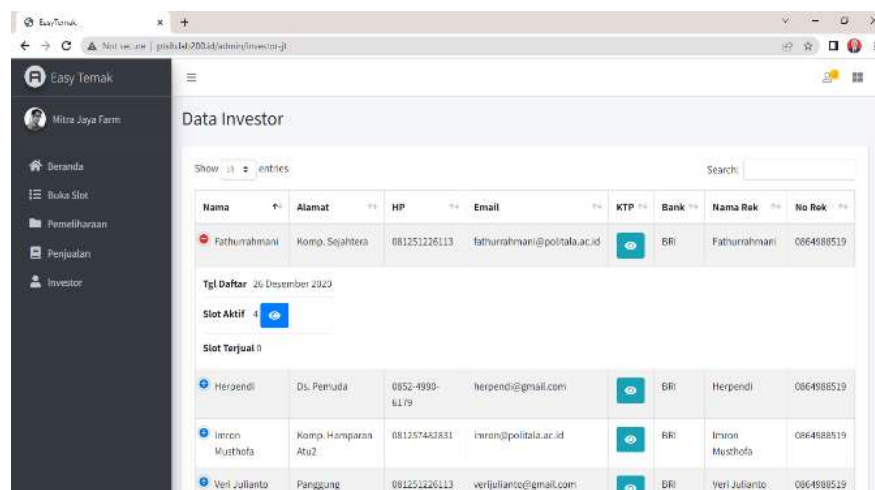 EasyTernak
Not secure
Easy Ternak
Mitra Jaya Farm
Data Investor
Beranda
Buka Slot
Pemeliharaan
Penjualan
Investor
Show 10 entries
Search:
Nama Alamat HP Email KTP Bank Nama Rek No Rek
Fathurrahmani Komp. Sejahtera 081251226113 fathurrahmani@politala.ac.id BRI Fathurrahmani 0864988519
Tgl Daftar 26 Desember 2020
Slot Aktif 4
Slot Terjual 0
Herpendi Ds. Pemuda 0852-4990- herpendi@gmail.com BRI Herpendi 0864988519
6179
Imron Komp. Hamparan 081257482831 imron@politala.ac.id BRI Imron 0864988519
Musthofa Atu2 Musthofa
Veri Julianto Panggung 081251226113 verijulianto@gmail.com BRI Veri Julianto 0864988519